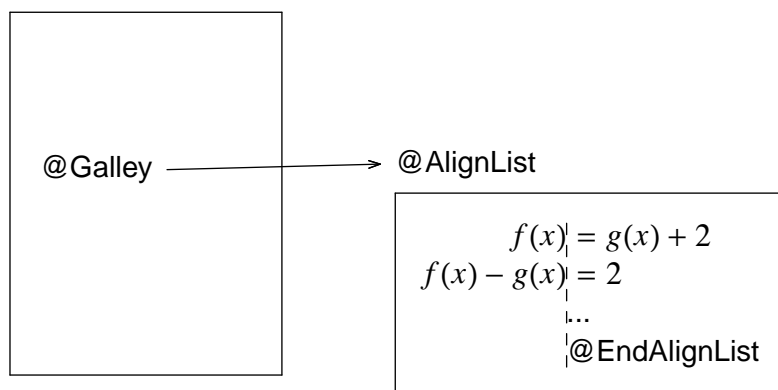 @Galley
@AlignList
f(x) = g(x) + 2
f(x) − g(x) = 2
...
@EndAlignList